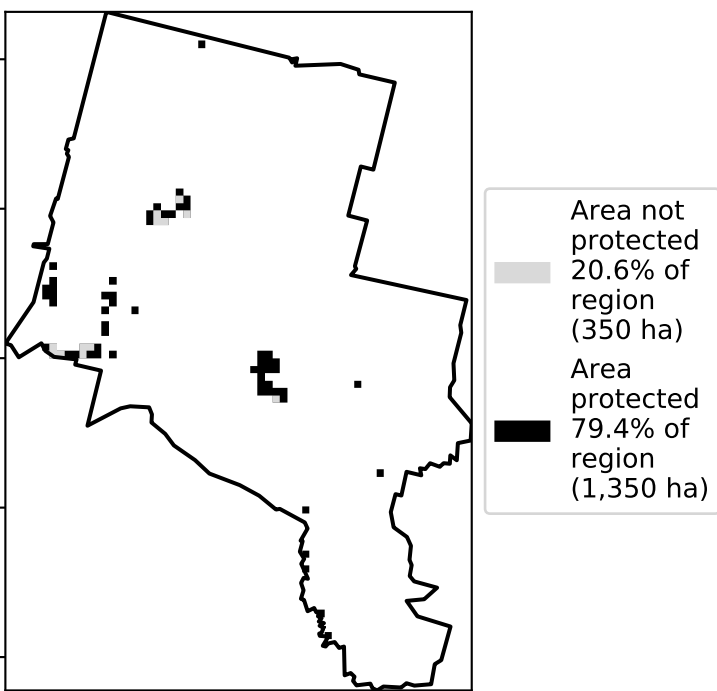 Area not
protected
20.6% of
region
(350 ha)
Area
protected
79.4% of
region
(1,350 ha)